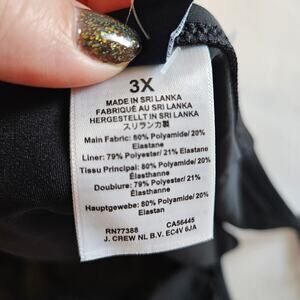 3X
MADE IN SRI LANKA
FABRIQUÉ AU SRI LANKA
HERGESTELLT IN SRI LANKA
スリランカ製
Main Fabric: 80% Polyamide/ 20%
Elastane
Liner: 79% Polyester/ 21% Elastane
Tissu Principal: 80% Polyamide/ 20%
Élasthanne
Doublure: 79% Polyester/ 21%
Élasthanne
Hauptgewebe: 80% Polyamid/ 20%
Elastan
RN77388 CA56445
J. CREW NL B.V. EC4V 6JA